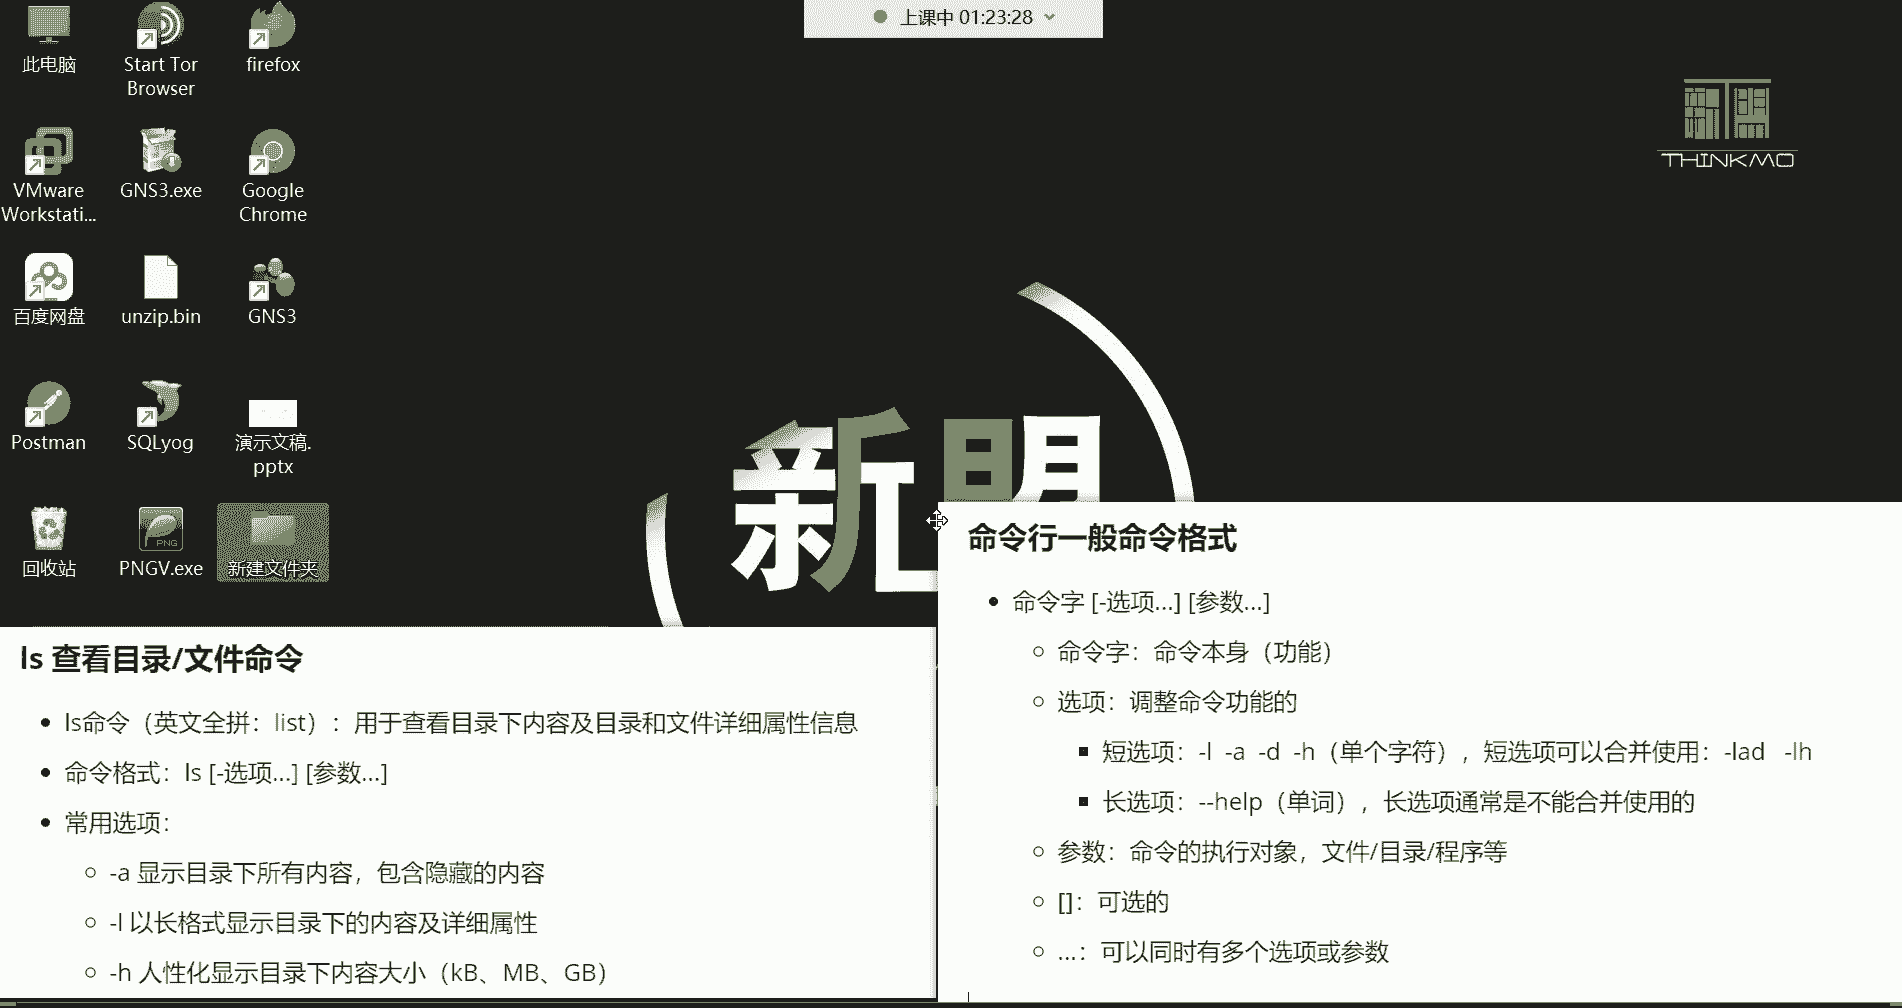 上课中 01:23:28
此电脑
Start Tor
Browser
firefox
THINKMO
VMware
Workstati...
GNS3.exe
Google
Chrome
百度网盘
unzip.bin
GNS3
Postman
SQLyog
演示文稿.
pptx
新盟
回收站
PNG
PNGV.exe
新建文件夹
ls 查看目录/文件命令
• ls命令（英文全拼：list）：用于查看目录下内容及目录和文件详细属性信息
• 命令格式：ls [-选项...] [参数...]
• 常用选项：
○ -a 显示目录下所有内容，包含隐藏的内容
○ -l 以长格式显示目录下的内容及详细属性
○ -h 人性化显示目录下内容大小（kB、MB、GB）
命令行一般命令格式
• 命令字 [-选项...] [参数...]
○ 命令字：命令本身（功能）
○ 选项：调整命令功能的
▪ 短选项：-l -a -d -h（单个字符），短选项可以合并使用：-lad -lh
▪ 长选项：--help（单词），长选项通常是不能合并使用的
○ 参数：命令的执行对象，文件/目录/程序等
○ []：可选的
○ ...：可以同时有多个选项或参数